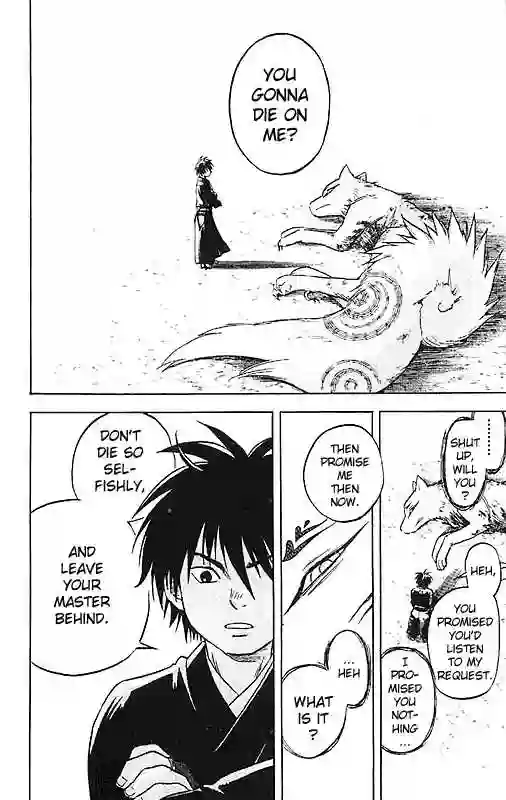 YOU
GONNA
DIE ON
ME?
.......
SHUT
UP,
WILL
YOU?
HEH,
YOU
PROMISED
YOU'D
LISTEN
TO MY
REQUEST.
I
PRO-
MISED
YOU
NOT-
HING
...
THEN
PROMISE
ME
THEN
NOW.
...
HEH
WHAT
IS IT
?
DON'T
DIE SO
SEL-
FISHLY,
AND
LEAVE
YOUR
MASTER
BEHIND.